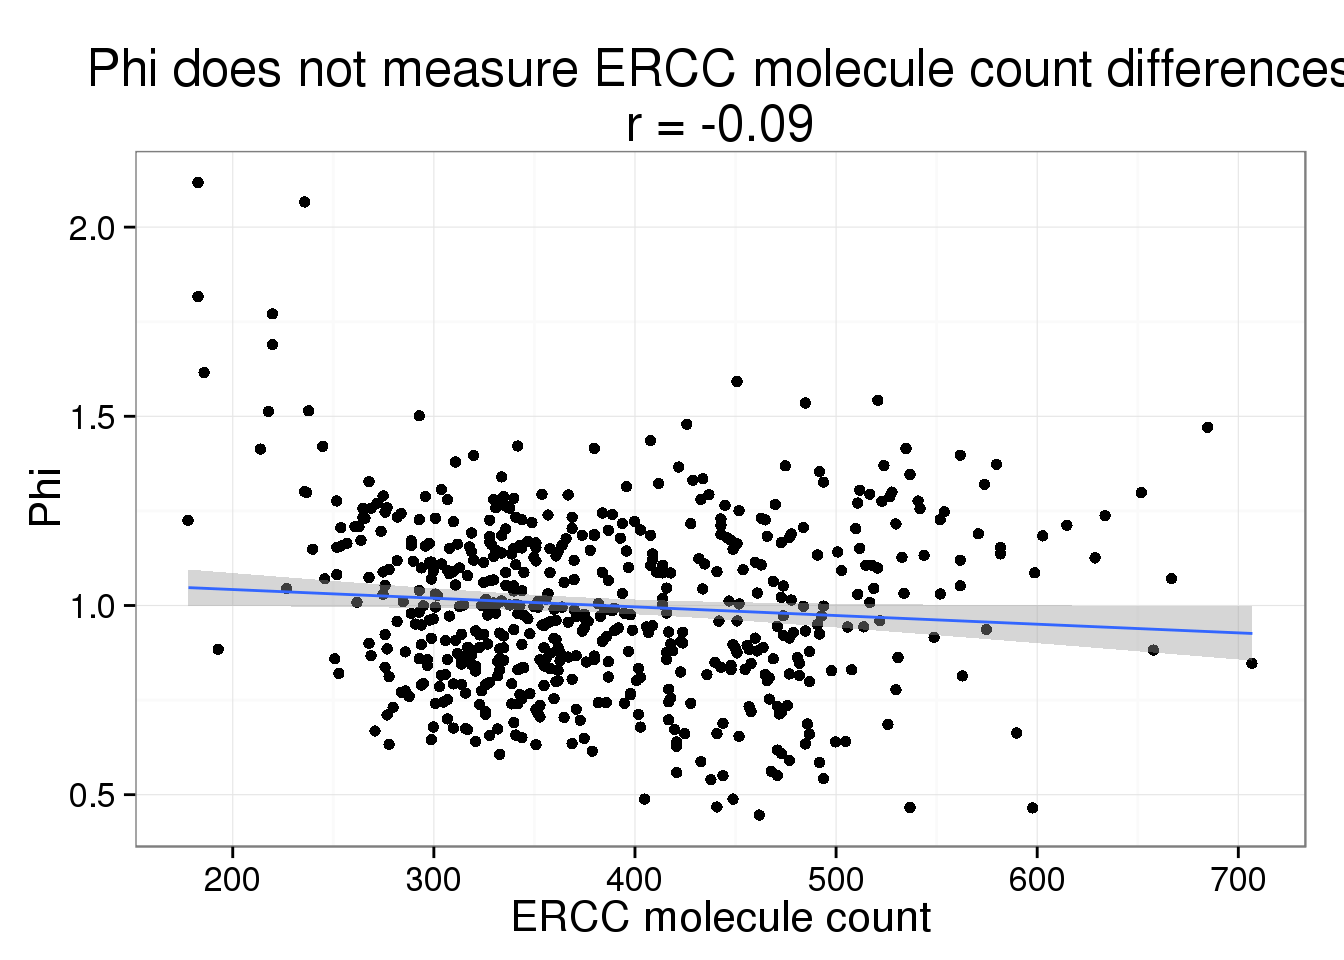 Phi does not measure ERCC molecule count differences
r = -0.09
2.0
1.5
1.0
0.5
Phi
200 300 400 500 600 700
ERCC molecule count